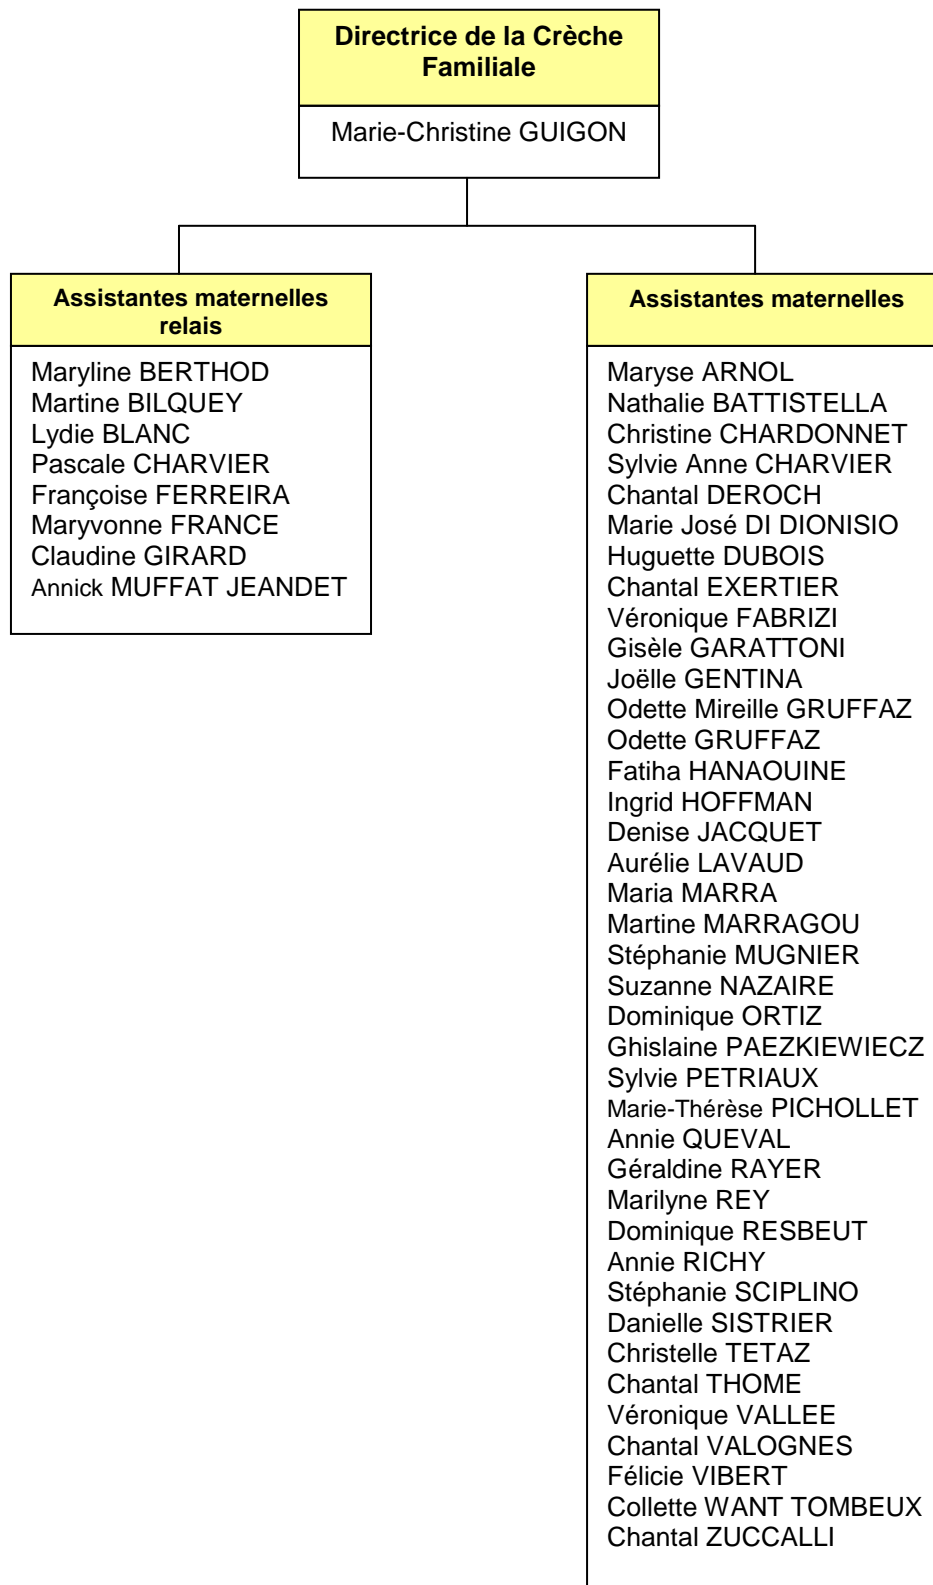 Directrice de la Crèche
Familiale
Marie-Christine GUIGON
Assistantes maternelles
relais
Maryline BERTHOD
Martine BILQUEY
Lydie BLANC
Pascale CHARVIER
Françoise FERREIRA
Maryvonne FRANCE
Claudine GIRARD
Annick MUFFAT JEANDET
Assistantes maternelles
Maryse ARNOL
Nathalie BATTISTELLA
Christine CHARDONNET
Sylvie Anne CHARVIER
Chantal DEROCH
Marie José DI DIONISIO
Huguette DUBOIS
Chantal EXERTIER
Véronique FABRIZI
Gisèle GARATTONI
Joëlle GENTINA
Odette Mireille GRUFFAZ
Odette GRUFFAZ
Fatiha HANAOUINE
Ingrid HOFFMAN
Denise JACQUET
Aurélie LAVAUD
Maria MARRA
Martine MARRAGOU
Stéphanie MUGNIER
Suzanne NAZAIRE
Dominique ORTIZ
Ghislaine PAEZKIEWIECZ
Sylvie PETRIAUX
Marie-Thérèse PICHOLLET
Annie QUEVAL
Géraldine RAYER
Marilyne REY
Dominique RESBEUT
Annie RICHY
Stéphanie SCIPLINO
Danielle SISTRIER
Christelle TETAZ
Chantal THOME
Véronique VALLEE
Chantal VALOGNES
Félicie VIBERT
Collette WANT TOMBEUX
Chantal ZUCCALLI